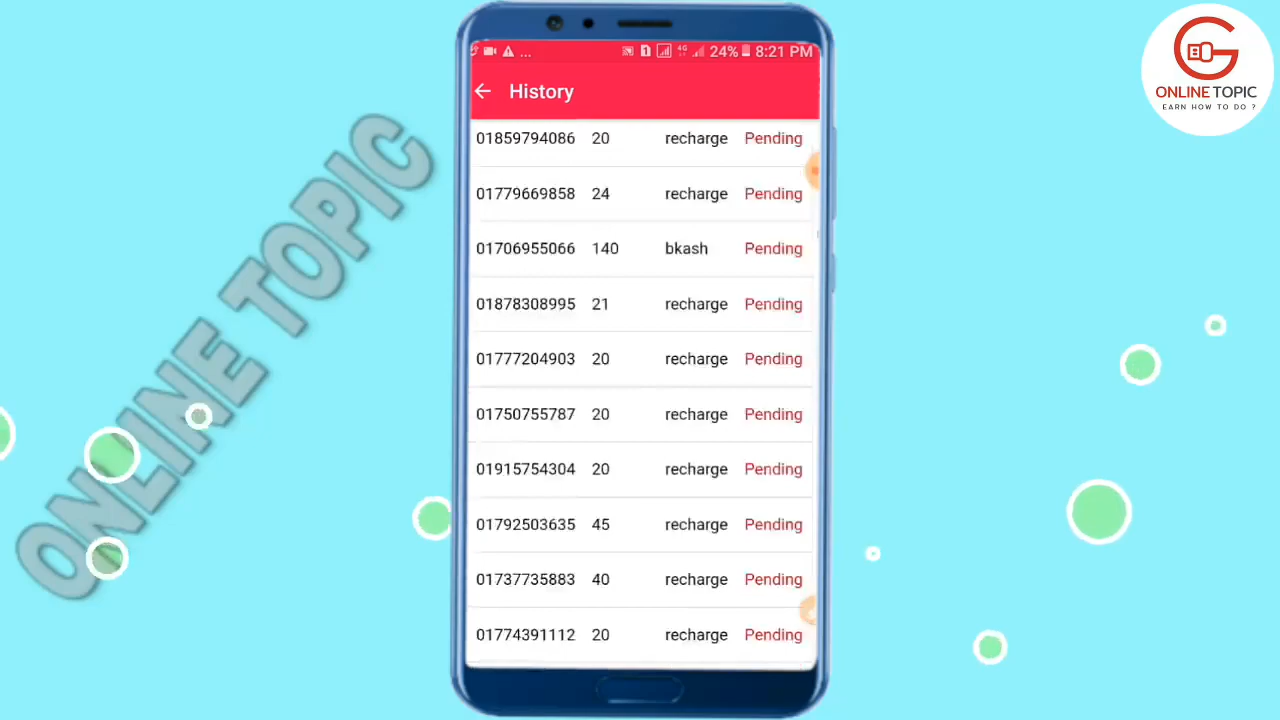 ONLINE TOPIC
ONLINE TOPIC
EARN HOW TO DO ?
... 4G 24% 8:21 PM
History
01859794086 20 recharge Pending
01779669858 24 recharge Pending
01706955066 140 bkash Pending
01878308995 21 recharge Pending
01777204903 20 recharge Pending
01750755787 20 recharge Pending
01915754304 20 recharge Pending
01792503635 45 recharge Pending
01737735883 40 recharge Pending
01774391112 20 recharge Pending